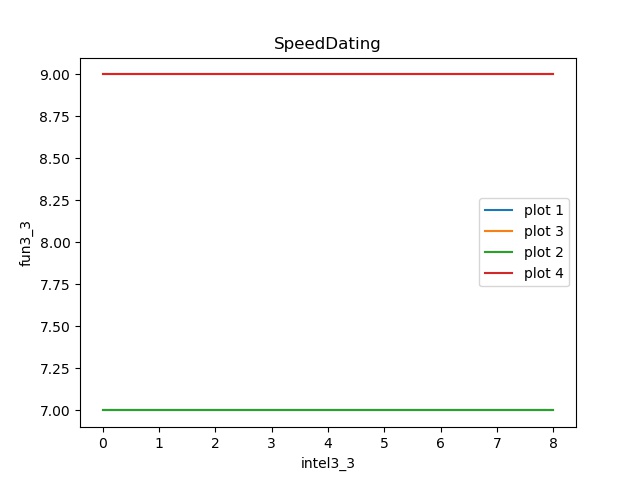 SpeedDating
fun3_3
9.00
8.75
8.50
8.25
8.00
7.75
7.50
7.25
7.00
plot 1
plot 3
plot 2
plot 4
0 1 2 3 4 5 6 7 8
intel3_3